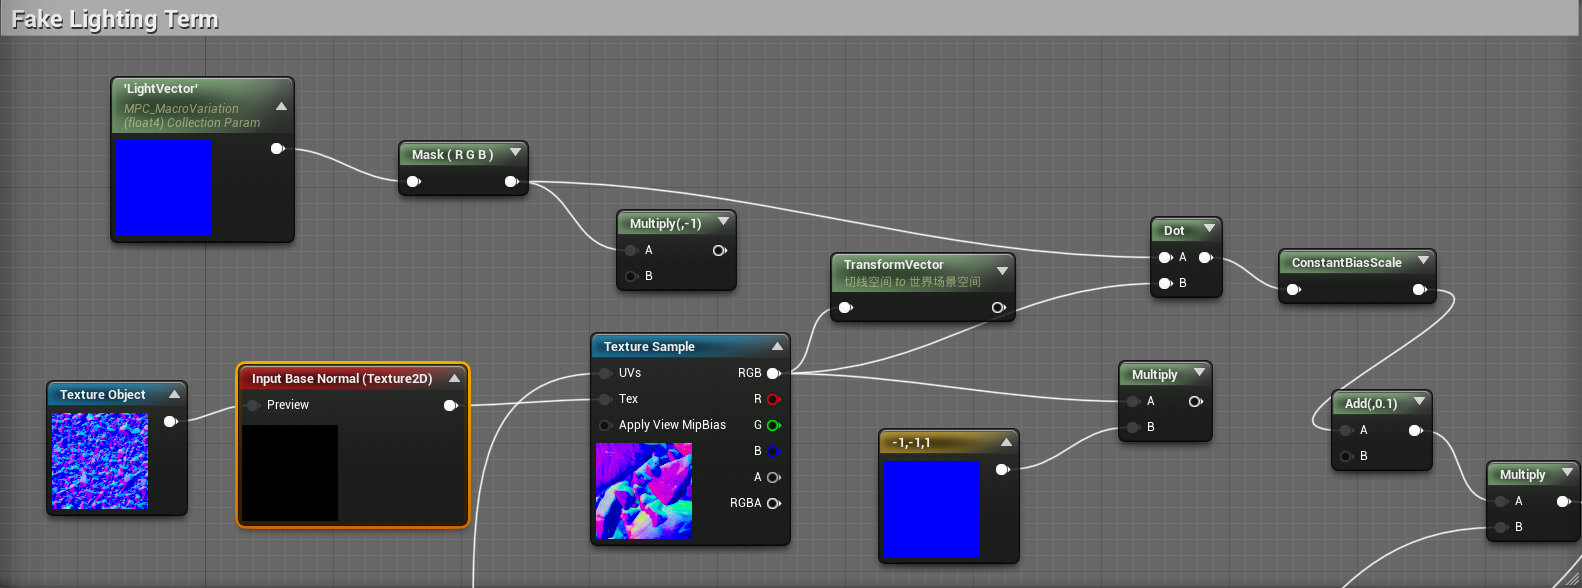 Fake Lighting Term
'LightVector'
MPC_MacroVariation
(float4) Collection Param
Mask ( R G B )
Multiply(,-1)
A
B
TransformVector
切线空间 to 世界场景空间
Dot
A
B
ConstantBiasScale
Texture Object
Input Base Normal (Texture2D)
Preview
Texture Sample
UVs
RGB
Tex
R
Apply View MipBias
G
B
A
RGBA
-1,-1,1
Multiply
A
B
Add(,0.1)
A
B
Multiply
A
B